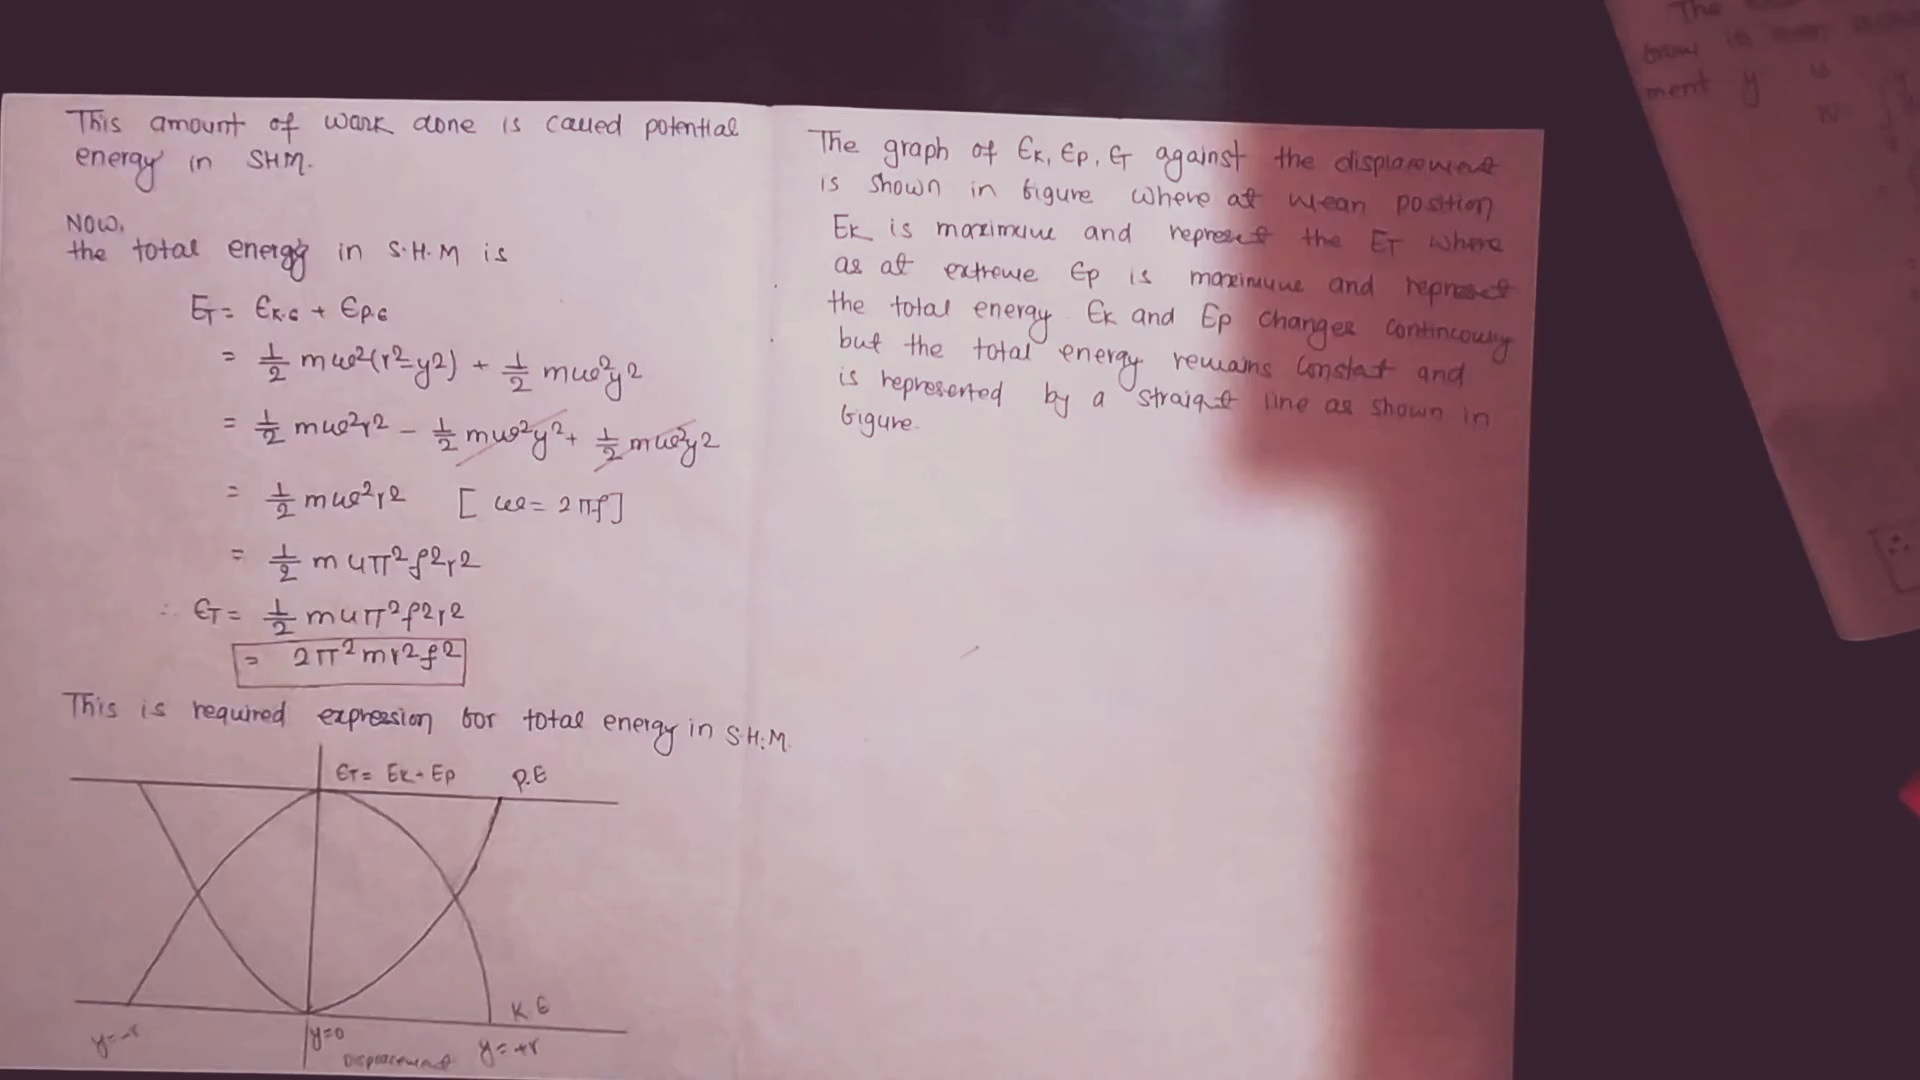 This amount of work done is called potential
energy in SHM.
NOW,
the total energy in S.H.M is
ET = EK.E + EP.E
= 1/2 mω²(r²-y²) + 1/2 mω²y²
= 1/2 mω²r² - 1/2 mω²y² + 1/2 mω²y²
= 1/2 mω²r² [ω = 2πf]
= 1/2 m4π²f²r²
∴ ET = 1/2 m4π²f²r²
= 2π²mr²f²
This is required expression for total energy in S.H.M.
ET = EK + EP P.E
K.E
y=-r y=0 y=+r
Displacement
The graph of EK, EP, ET against the displacement
is shown in figure where at mean position
EK is maximum and represent the ET where
as at extreme EP is maximum and represent
the total energy EK and EP changes
but the total energy remains constat and
is represented by a straight line as shown in
figure.
The
ment y is